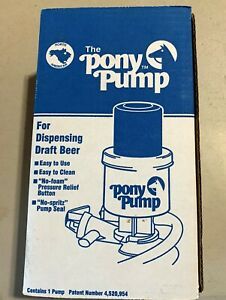 The
Pony
Pump
TM
For
Dispensing
Draft Beer
Easy to Use
Easy to Clean
"No-foam"
Pressure Relief
Button
"No-spritz"
Pump Seal
Pony
Pump
TM
Contains 1 Pump Patent Number 4,520,954